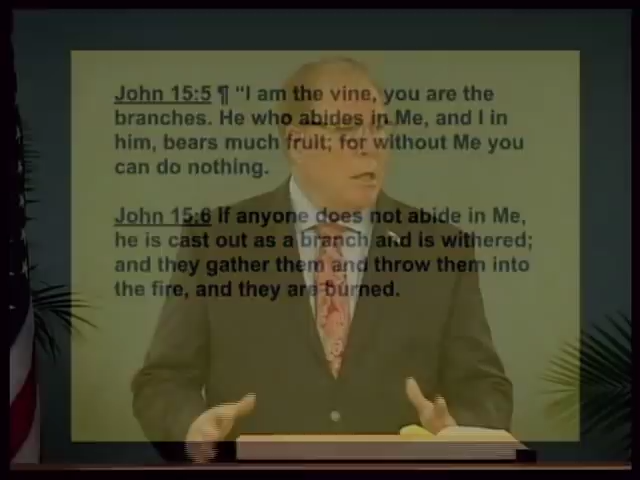 John 15:5 ¶ “I am the vine, you are the
branches. He who abides in Me, and I in
him, bears much fruit; for without Me you
can do nothing.
John 15:6 If anyone does not abide in Me,
he is cast out as a branch and is withered;
and they gather them and throw them into
the fire, and they are burned.